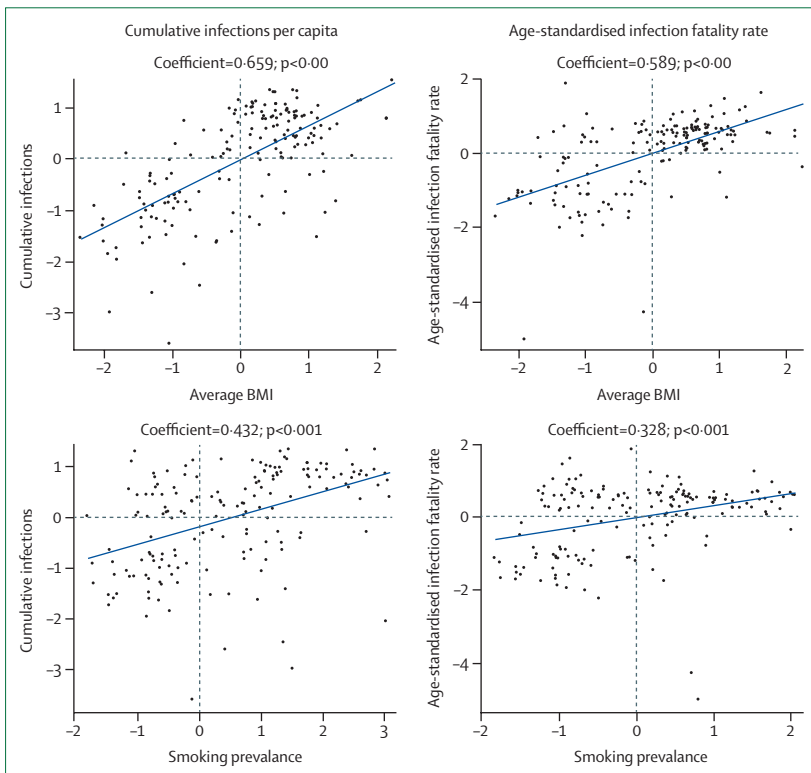 Cumulative infections per capita
Age-standardised infection fatality rate
Coefficient=0·659; p<0·00
Coefficient=0·589; p<0·00
Cumulative infections
1
0
−1
−2
−3
−2
−1
0
1
2
Average BMI
Age-standardised infection fatality rate
2
0
−2
−4
−2
−1
0
1
2
Average BMI
Coefficient=0·432; p<0·001
Coefficient=0·328; p<0·001
Cumulative infections
1
0
−1
−2
−3
−2
−1
0
1
2
3
Smoking prevalance
Age-standardised infection fatality rate
2
0
−2
−4
−2
−1
0
1
2
Smoking prevalance